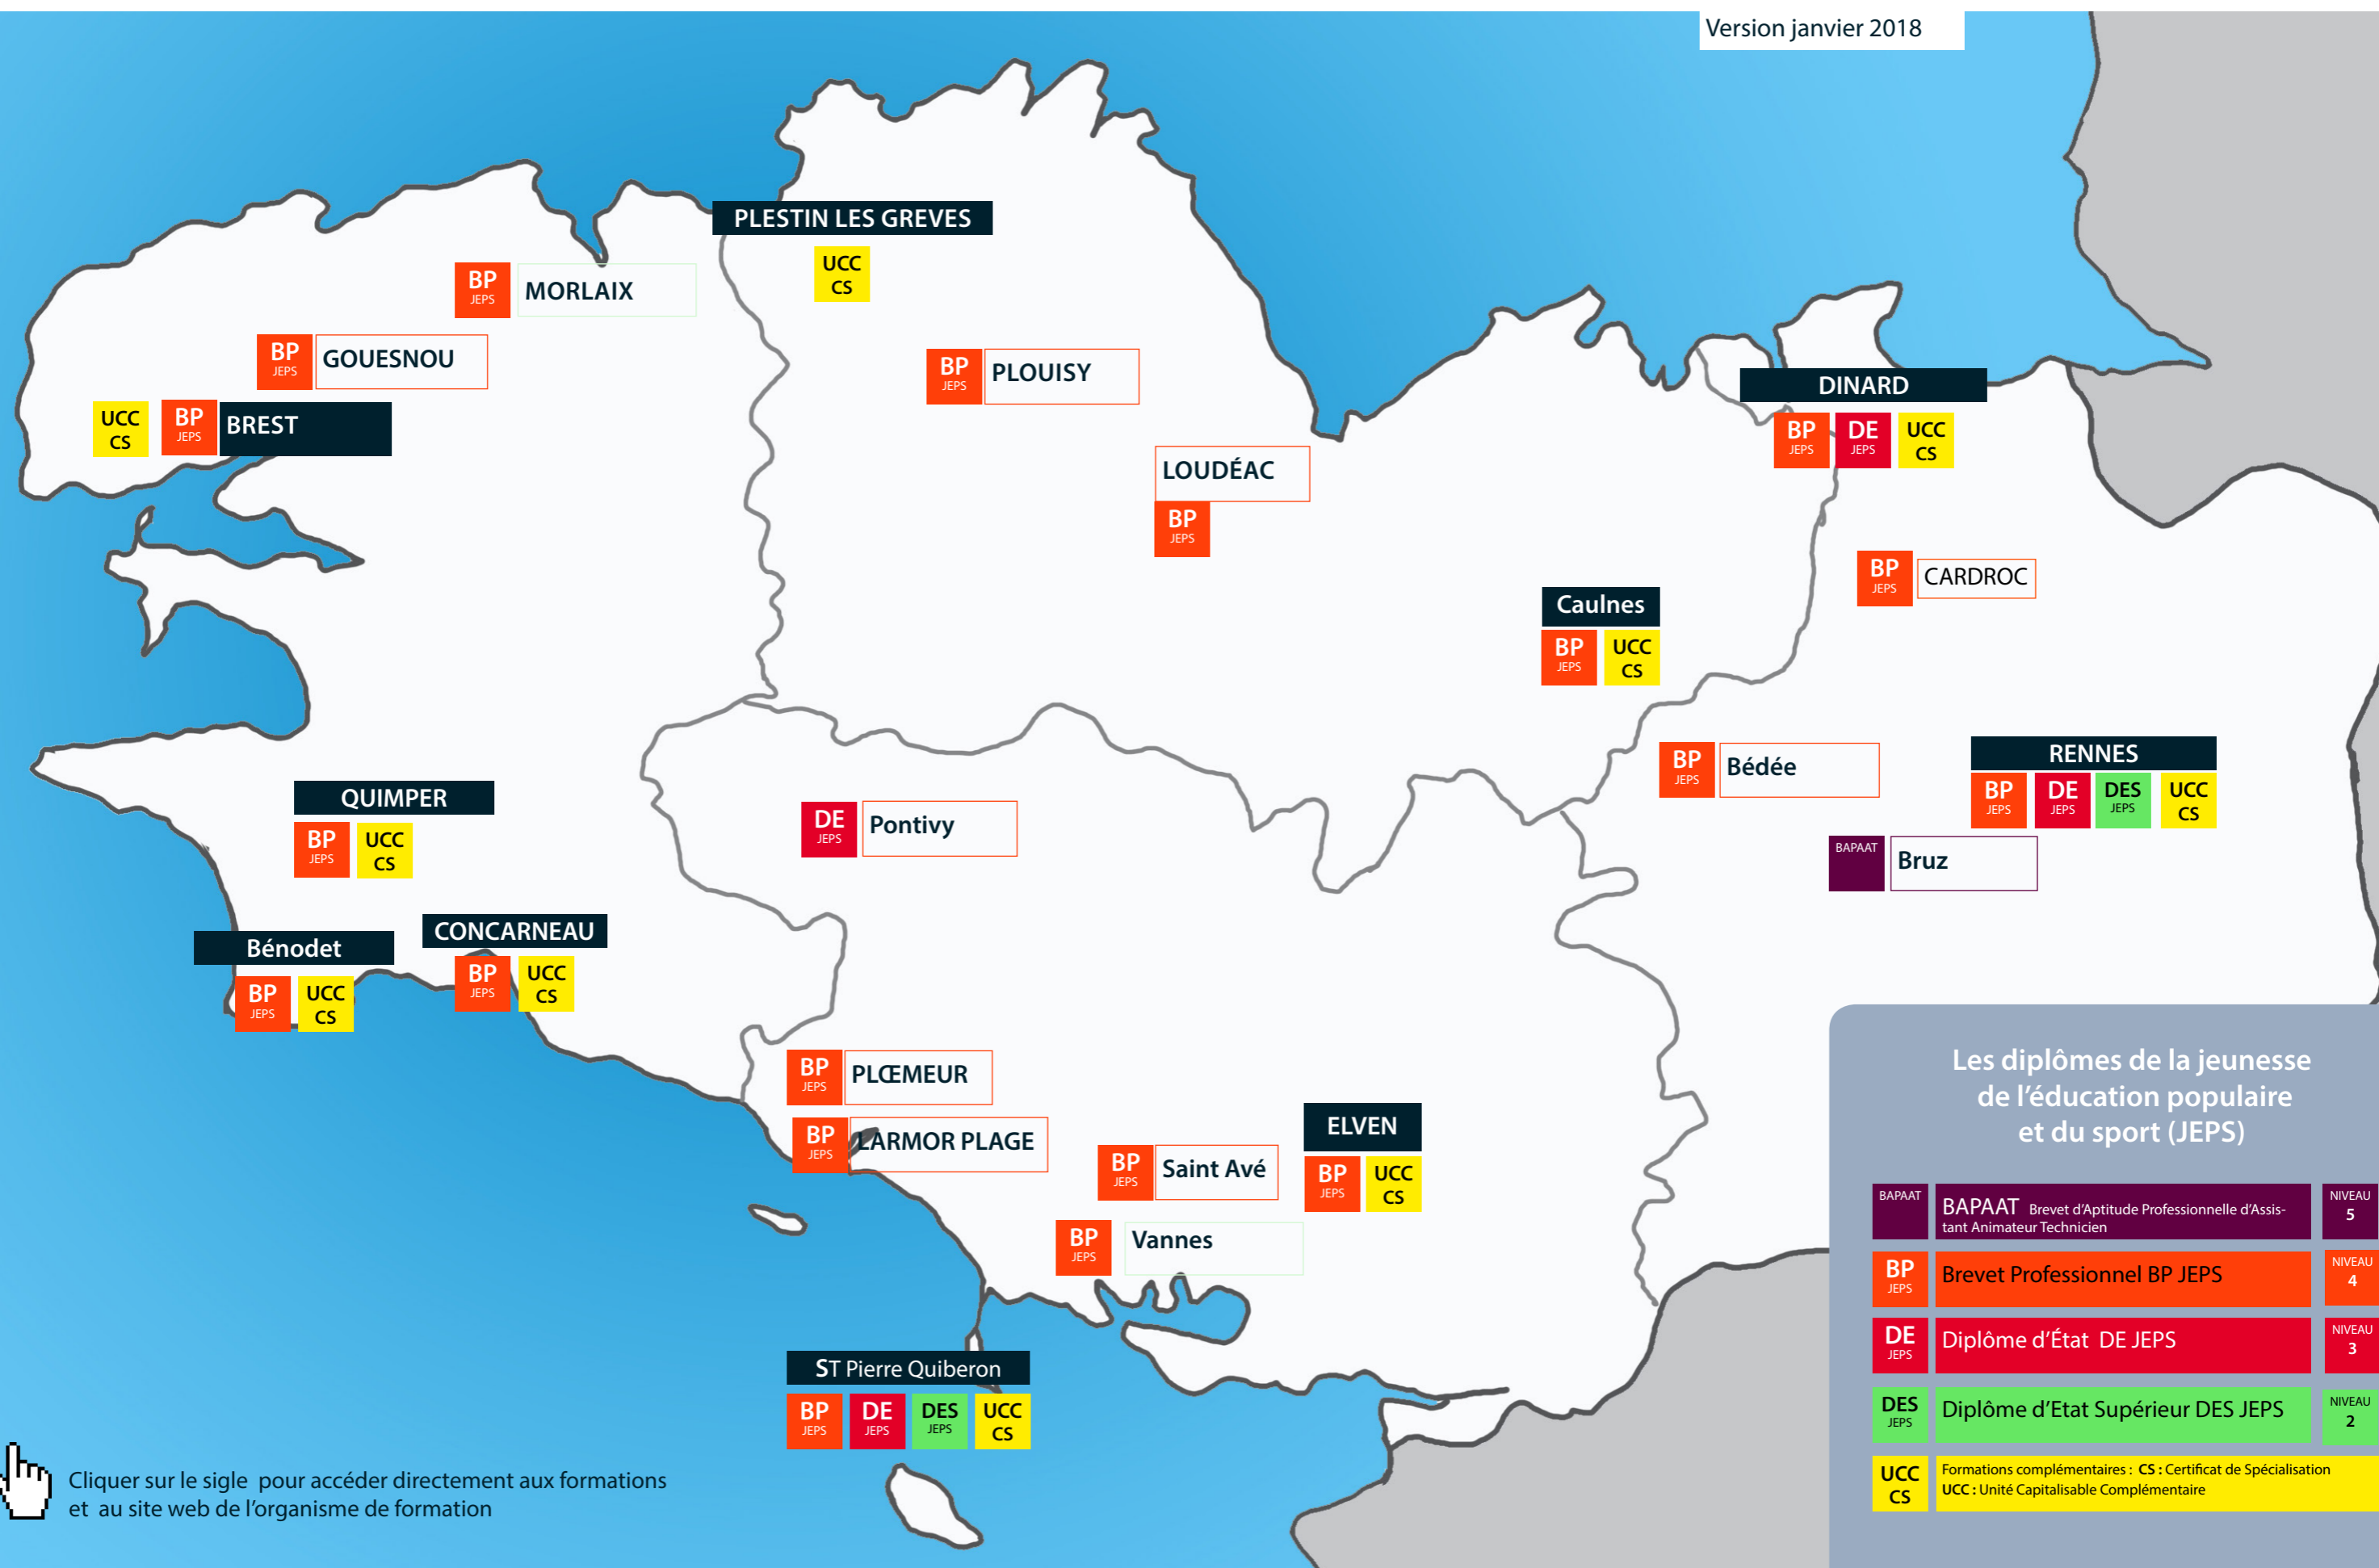 Version janvier 2018
PLESTIN LES GREVES
UCC
CS
BP
JEPS
MORLAIX
BP
JEPS
GOUESNOU
UCC
CS
BP
JEPS
BREST
BP
JEPS
PLOUISY
LOUDÉAC
BP
JEPS
DINARD
BP
JEPS
DE
JEPS
UCC
CS
BP
JEPS
CARDROC
Caulnes
BP
JEPS
UCC
CS
BP
JEPS
Bédée
RENNES
BP
JEPS
DE
JEPS
DES
JEPS
UCC
CS
BAPAAT
Bruz
QUIMPER
BP
JEPS
UCC
CS
DE
JEPS
Pontivy
Bénodet
BP
JEPS
UCC
CS
CONCARNEAU
BP
JEPS
UCC
CS
BP
JEPS
PLŒMEUR
BP
JEPS
LARMOR PLAGE
BP
JEPS
Saint Avé
ELVEN
BP
JEPS
UCC
CS
BP
JEPS
Vannes
ST Pierre Quiberon
BP
JEPS
DE
JEPS
DES
JEPS
UCC
CS
Cliquer sur le sigle pour accéder directement aux formations
et au site web de l’organisme de formation
Les diplômes de la jeunesse
de l’éducation populaire
et du sport (JEPS)
BAPAAT
BAPAAT Brevet d’Aptitude Professionnelle d’Assis-
tant Animateur Technicien
NIVEAU
5
BP
JEPS
Brevet Professionnel BP JEPS
NIVEAU
4
DE
JEPS
Diplôme d’État DE JEPS
NIVEAU
3
DES
JEPS
Diplôme d’Etat Supérieur DES JEPS
NIVEAU
2
UCC
CS
Formations complémentaires : CS : Certificat de Spécialisation
UCC : Unité Capitalisable Complémentaire